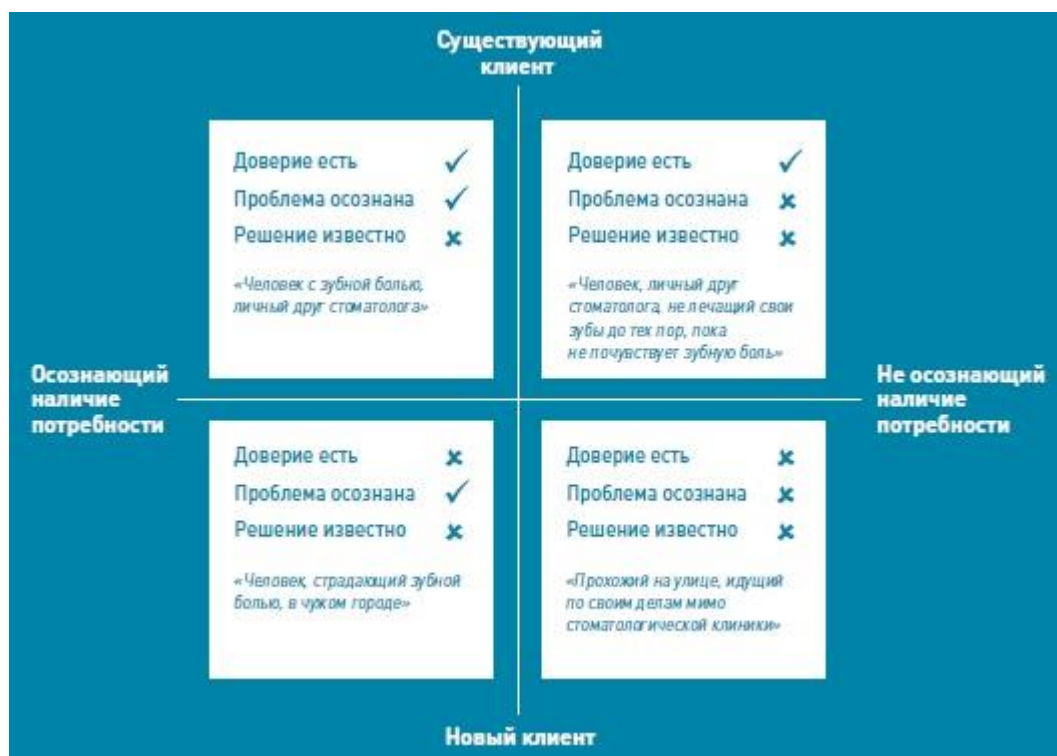 Существующий
клиент
Доверие есть ✓
Проблема осознана ✓
Решение известно ✗
«Человек с зубной болью,
личный друг стоматолога»
Доверие есть ✓
Проблема осознана ✗
Решение известно ✗
«Человек, личный друг
стоматолога, не лечащий свои
зубы до тех пор, пока
не почувствует зубную боль»
Осознающий
наличие
потребности
Не осознающий
наличие
потребности
Доверие есть ✗
Проблема осознана ✓
Решение известно ✗
«Человек, страдающий зубной
болью, в чужом городе»
Доверие есть ✗
Проблема осознана ✗
Решение известно ✗
«Прохожий на улице, идущий
по своим делам мимо
стоматологической клиники»
Новый клиент